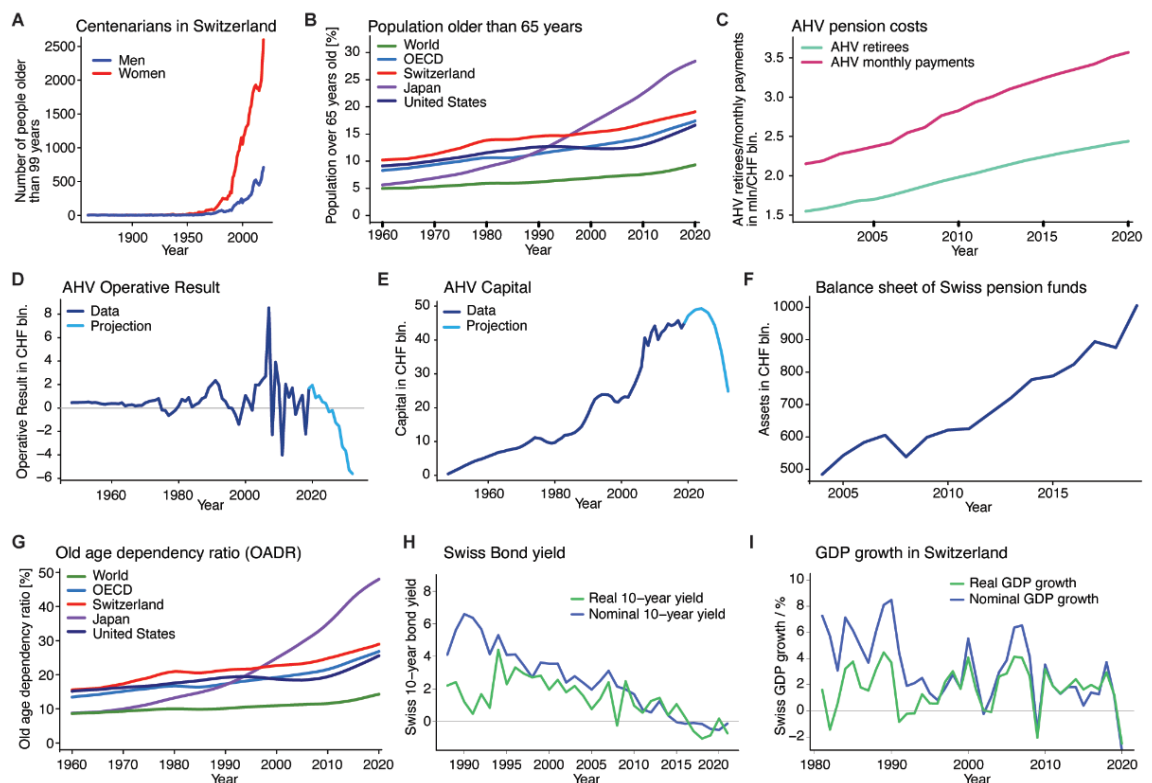 A
Centenarians in Switzerland
Number of people older
than 99 years
2500
2000
1500
1000
500
0
Men
Women
1900
1950
2000
Year
B
Population older than 65 years
Population over 65 years old [%]
30
25
20
15
10
5
0
World
OECD
Switzerland
Japan
United States
1960
1970
1980
1990
2000
2010
2020
Year
C
AHV pension costs
AHV retirees/monthly payments
in mln/CHF bln.
3.5
3.0
2.5
2.0
1.5
AHV retirees
AHV monthly payments
2005
2010
2015
2020
Year
D
AHV Operative Result
Operative Result in CHF bln.
8
6
4
2
0
−2
−4
−6
Data
Projection
1960
1980
2000
2020
Year
E
AHV Capital
Capital in CHF bln.
50
40
30
20
10
0
Data
Projection
1960
1980
2000
2020
Year
F
Balance sheet of Swiss pension funds
Assets in CHF bln.
1000
900
800
700
600
500
2005
2010
2015
Year
G
Old age dependency ratio (OADR)
Old age dependency ratio [%]
50
40
30
20
10
0
World
OECD
Switzerland
Japan
United States
1960
1970
1980
1990
2000
2010
2020
Year
H
Swiss Bond yield
Swiss 10−year bond yield
8
6
4
2
0
Real 10−year yield
Nominal 10−year yield
1990
1995
2000
2005
2010
2015
2020
Year
I
GDP growth in Switzerland
Swiss GDP growth / %
10
8
6
4
2
0
−2
Real GDP growth
Nominal GDP growth
1980
1990
2000
2010
2020
Year